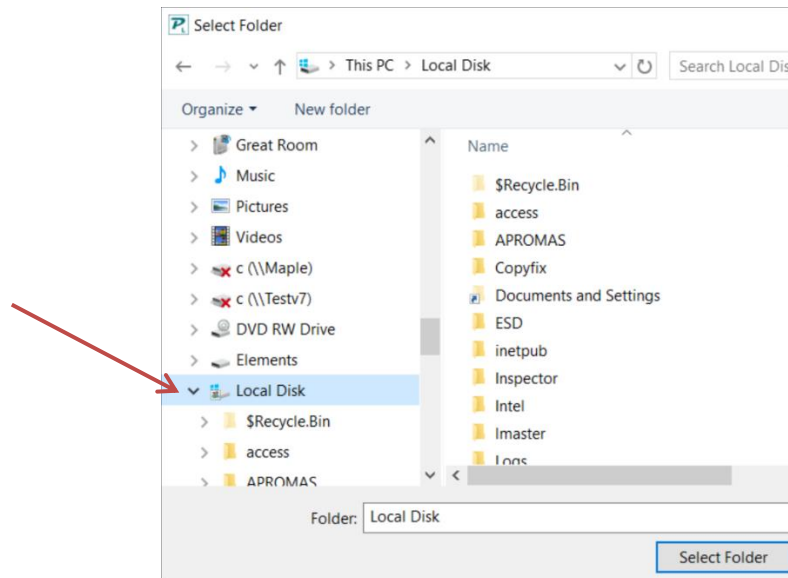 Select Folder
This PC > Local Disk
Search Local Dis
Organize
New folder
Great Room
Music
Pictures
Videos
c (\\Maple)
c (\\Testv7)
DVD RW Drive
Elements
Local Disk
$Recycle.Bin
access
APROMAS
Name
$Recycle.Bin
access
APROMAS
Copyfix
Documents and Settings
ESD
inetpub
Inspector
Intel
Imaster
Logs
Folder: Local Disk
Select Folder